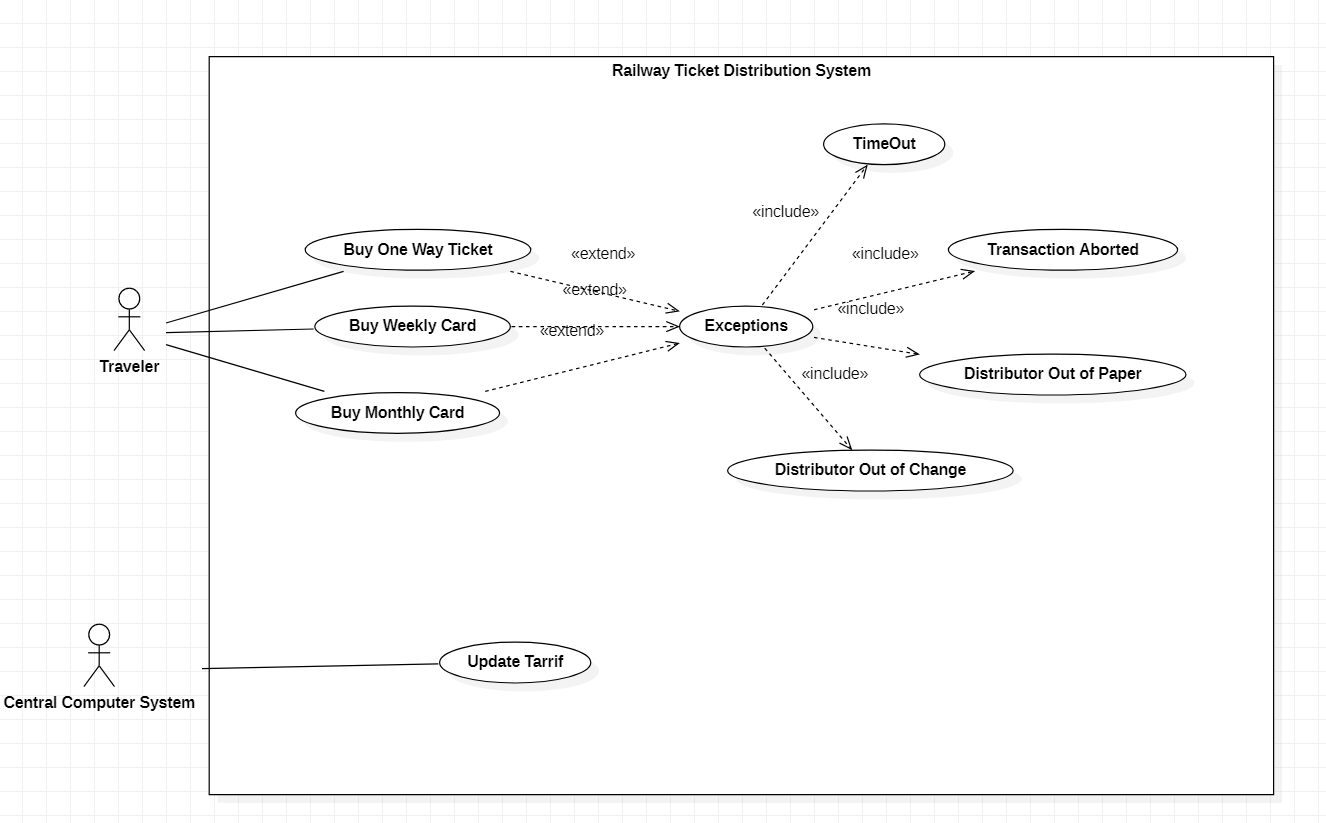 Railway Ticket Distribution System
TimeOut
«include»
Buy One Way Ticket
«extend»
«include»
Transaction Aborted
«extend»
«include»
Buy Weekly Card
«extend»
Exceptions
Traveler
«include»
Distributor Out of Paper
Buy Monthly Card
Distributor Out of Change
Update Tarrif
Central Computer System